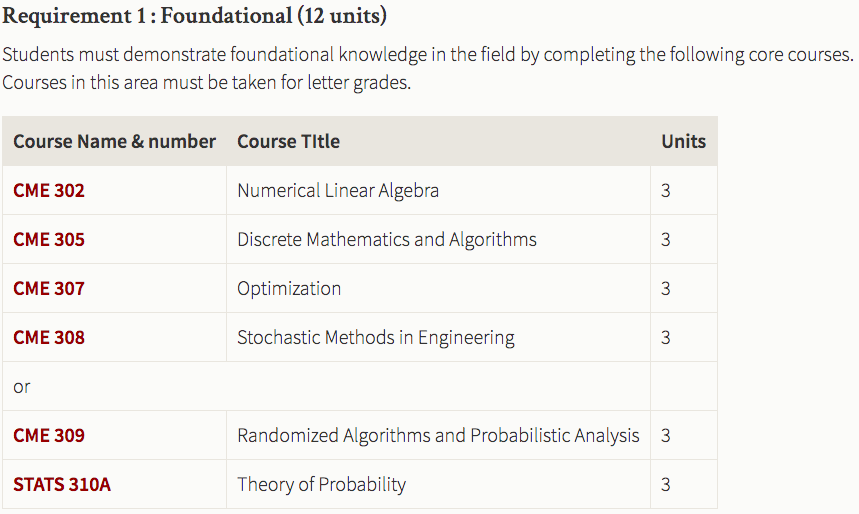 Requirement 1 : Foundational (12 units)
Students must demonstrate foundational knowledge in the field by completing the following core courses.
Courses in this area must be taken for letter grades.
Course Name & number Course TItle Units
CME 302 Numerical Linear Algebra 3
CME 305 Discrete Mathematics and Algorithms 3
CME 307 Optimization 3
CME 308 Stochastic Methods in Engineering 3
or
CME 309 Randomized Algorithms and Probabilistic Analysis 3
STATS 310A Theory of Probability 3